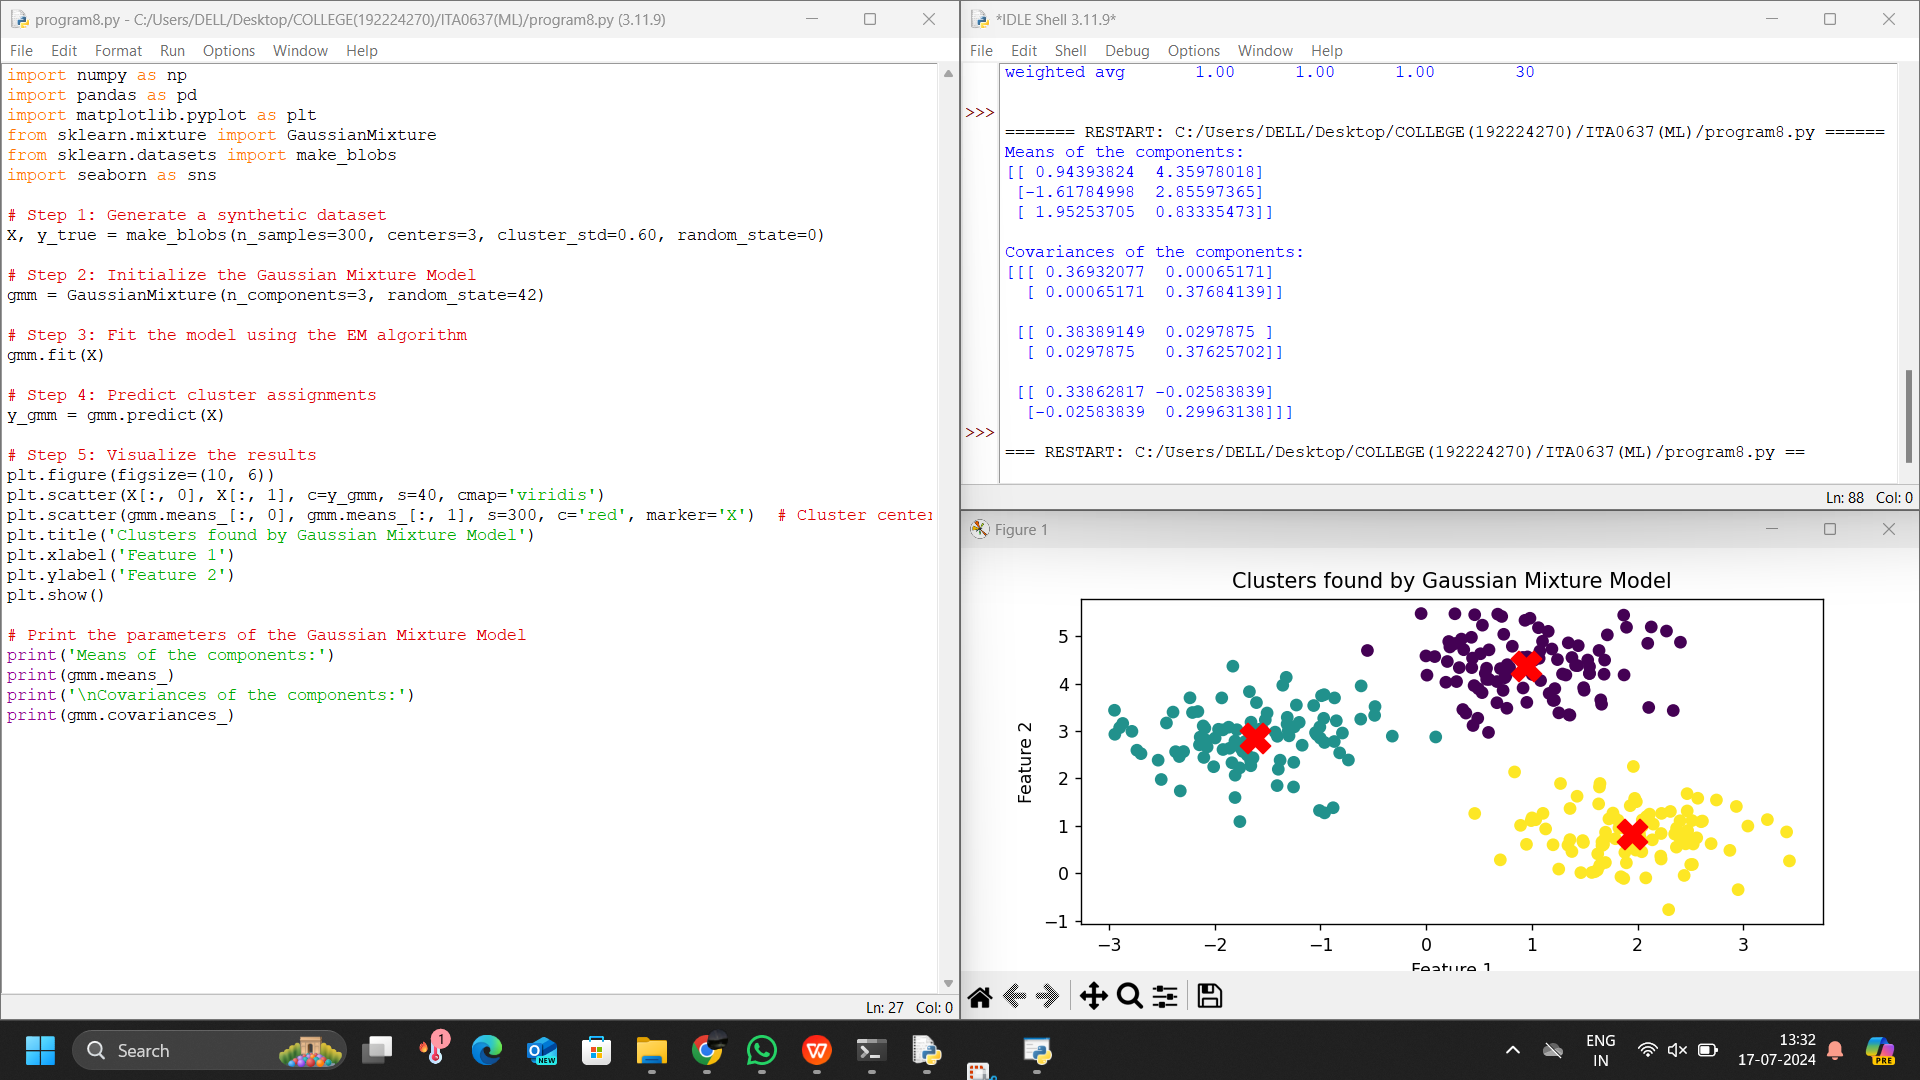 program8.py - C:/Users/DELL/Desktop/COLLEGE(192224270)/ITA0637(ML)/program8.py (3.11.9)
File Edit Format Run Options Window Help
import numpy as np
import pandas as pd
import matplotlib.pyplot as plt
from sklearn.mixture import GaussianMixture
from sklearn.datasets import make_blobs
import seaborn as sns
# Step 1: Generate a synthetic dataset
X, y_true = make_blobs(n_samples=300, centers=3, cluster_std=0.60, random_state=0)
# Step 2: Initialize the Gaussian Mixture Model
gmm = GaussianMixture(n_components=3, random_state=42)
# Step 3: Fit the model using the EM algorithm
gmm.fit(X)
# Step 4: Predict cluster assignments
y_gmm = gmm.predict(X)
# Step 5: Visualize the results
plt.figure(figsize=(10, 6))
plt.scatter(X[:, 0], X[:, 1], c=y_gmm, s=40, cmap='viridis')
plt.scatter(gmm.means_[:, 0], gmm.means_[:, 1], s=300, c='red', marker='X')  # Cluster center
plt.title('Clusters found by Gaussian Mixture Model')
plt.xlabel('Feature 1')
plt.ylabel('Feature 2')
plt.show()
# Print the parameters of the Gaussian Mixture Model
print('Means of the components:')
print(gmm.means_)
print('\nCovariances of the components:')
print(gmm.covariances_)
Ln: 27 Col: 0
*IDLE Shell 3.11.9*
File Edit Shell Debug Options Window Help
weighted avg 1.00 1.00 1.00 30
>>>
======= RESTART: C:/Users/DELL/Desktop/COLLEGE(192224270)/ITA0637(ML)/program8.py ======
Means of the components:
[[ 0.94393824  4.35978018]
[-1.61784998  2.85597365]
[ 1.95253705  0.83335473]]
Covariances of the components:
[[[ 0.36932077  0.00065171]
[ 0.00065171  0.37684139]]
[[ 0.38389149  0.0297875 ]
[ 0.0297875   0.37625702]]
[[ 0.33862817 -0.02583839]
[-0.02583839  0.29963138]]]
>>>
=== RESTART: C:/Users/DELL/Desktop/COLLEGE(192224270)/ITA0637(ML)/program8.py ==
Ln: 88 Col: 0
Figure 1
Clusters found by Gaussian Mixture Model
5
4
3
2
1
0
−1
Feature 2
−3 −2 −1 0 1 2 3
Feature 1
Search
1
NEW
PRE
ENG
IN
13:32
17-07-2024